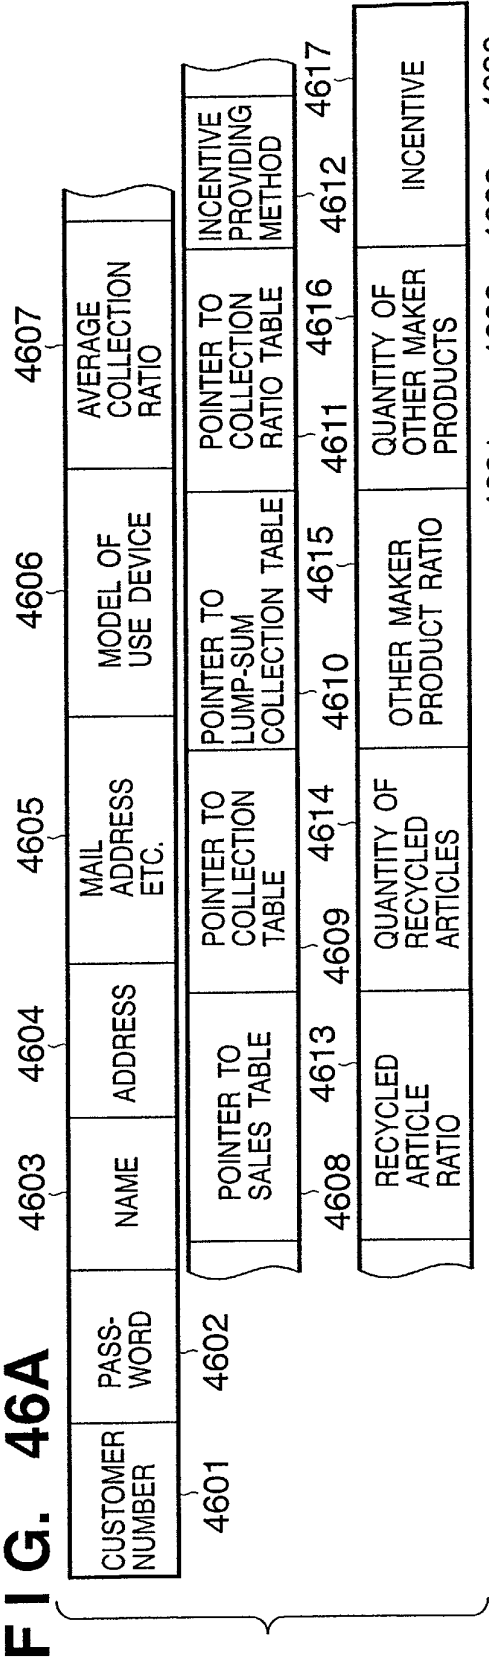 FIG. 46A
4603
4604
4605
4606
4607
CUSTOMER
NUMBER
PASS-
WORD
NAME
ADDRESS
MAIL
ADDRESS
ETC.
MODEL OF
USE DEVICE
AVERAGE
COLLECTION
RATIO
4601
4602
POINTER TO
SALES TABLE
POINTER TO
COLLECTION
TABLE
POINTER TO
LUMP-SUM
COLLECTION TABLE
POINTER TO
COLLECTION
RATIO TABLE
INCENTIVE
PROVIDING
METHOD
4608
4609
4610
4611
4612
4613
4614
4615
4616
4617
RECYCLED
ARTICLE
RATIO
QUANTITY OF
RECYCLED
ARTICLES
OTHER MAKER
PRODUCT RATIO
QUANTITY OF
OTHER MAKER
PRODUCTS
INCENTIVE